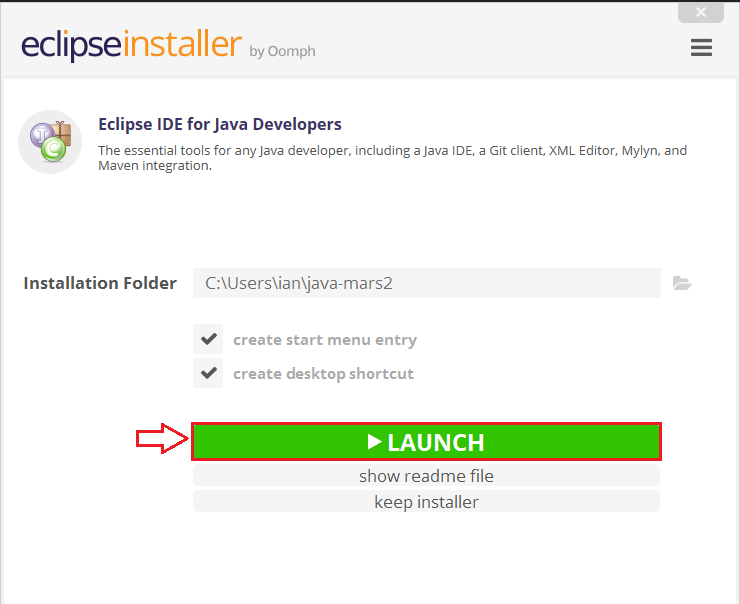 eclipseinstaller by Oomph
Eclipse IDE for Java Developers
The essential tools for any Java developer, including a Java IDE, a Git client, XML Editor, Mylyn, and
Maven integration.
Installation Folder C:\Users\ian\java-mars2
create start menu entry
create desktop shortcut
LAUNCH
show readme file
keep installer